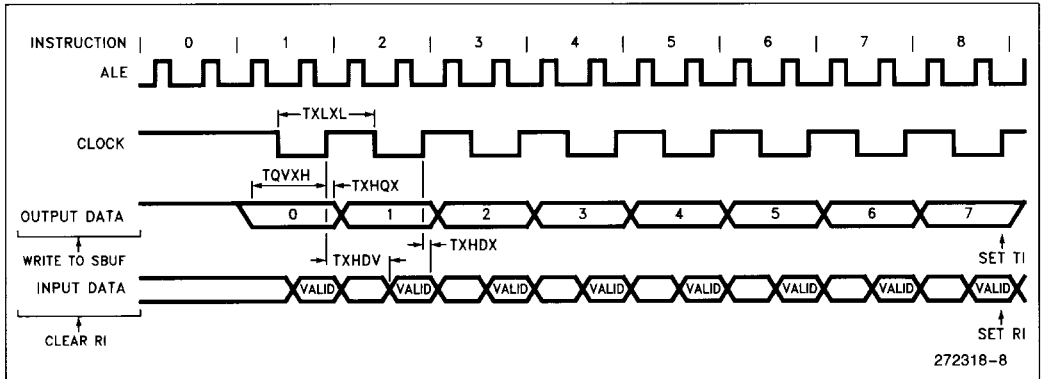 INSTRUCTION | 0 | 1 | 2 | 3 | 4 | 5 | 6 | 7 | 8 |
ALE
TXLXL
CLOCK
TQVXH
TXHQX
OUTPUT DATA 0 1 2 3 4 5 6 7
TXHDX
WRITE TO SBUF
TXHDV
SET TI
INPUT DATA VALID VALID VALID VALID VALID VALID VALID VALID
CLEAR RI
SET RI
272318-8